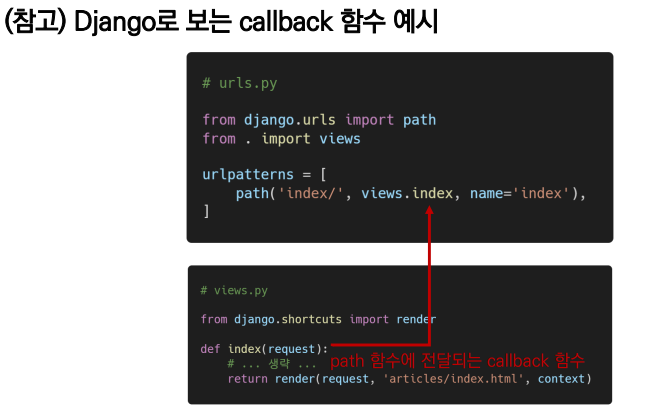 (참고) Django로 보는 callback 함수 예시
# urls.py
from django.urls import path
from . import views
urlpatterns = [
    path('index/', views.index, name='index'),
]
# views.py
from django.shortcuts import render
def index(request):
    # ... 생략 ...
path 함수에 전달되는 callback 함수
    return render(request, 'articles/index.html', context)